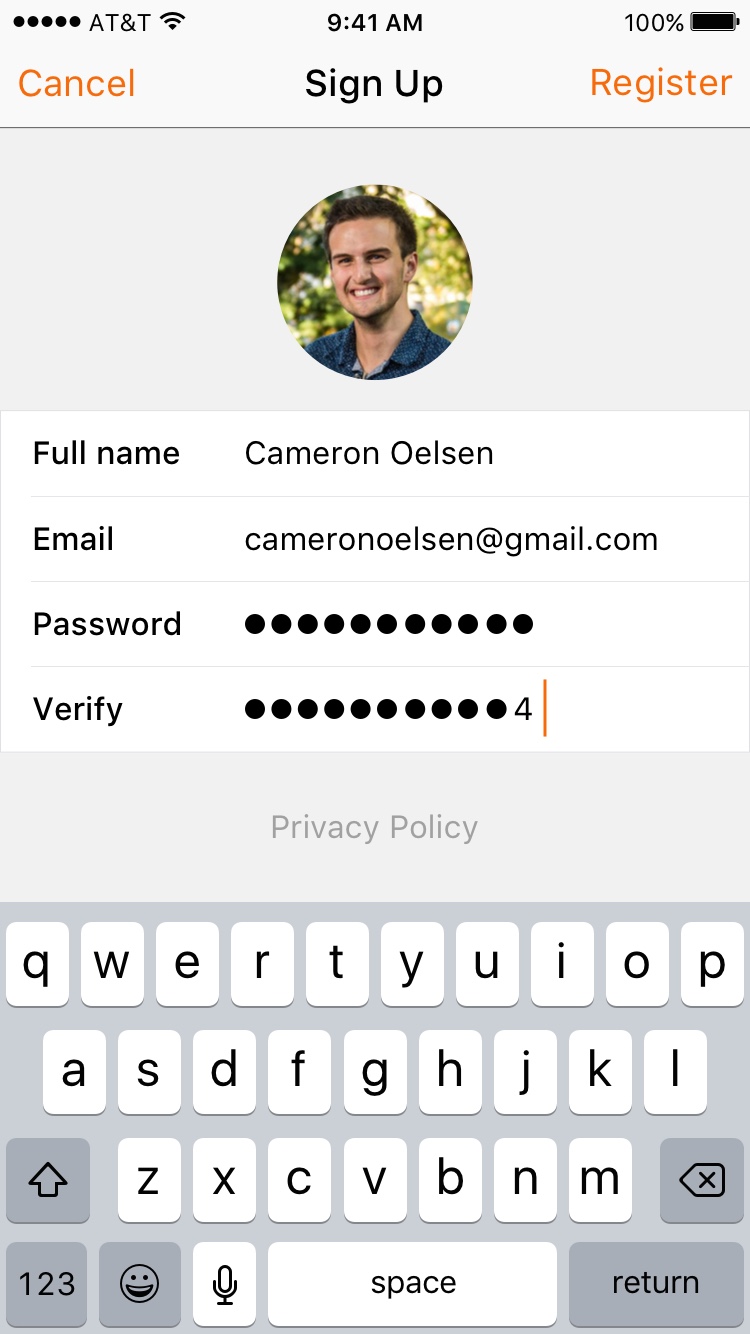 ●●●●● AT&T 9:41 AM 100%
Cancel Sign Up Register
Full name Cameron Oelsen
Email cameronoelsen@gmail.com
Password ●●●●●●●●●●●
Verify ●●●●●●●●●●4
Privacy Policy
q w e r t y u i o p
a s d f g h j k l
z x c v b n m
123 space return